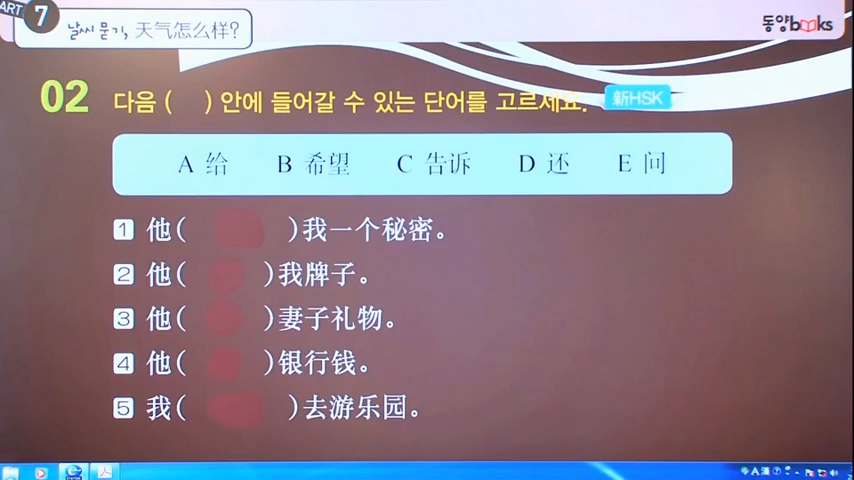 ART 7
날씨 묻기, 天气怎么样?
동양books
02 다음 ( ) 안에 들어갈 수 있는 단어를 고르세요. 新HSK
A 给 B 希望 C 告诉 D 还 E 问
1 他( )我一个秘密。
2 他( )我牌子。
3 他( )妻子礼物。
4 他( )银行钱。
5 我( )去游乐园。